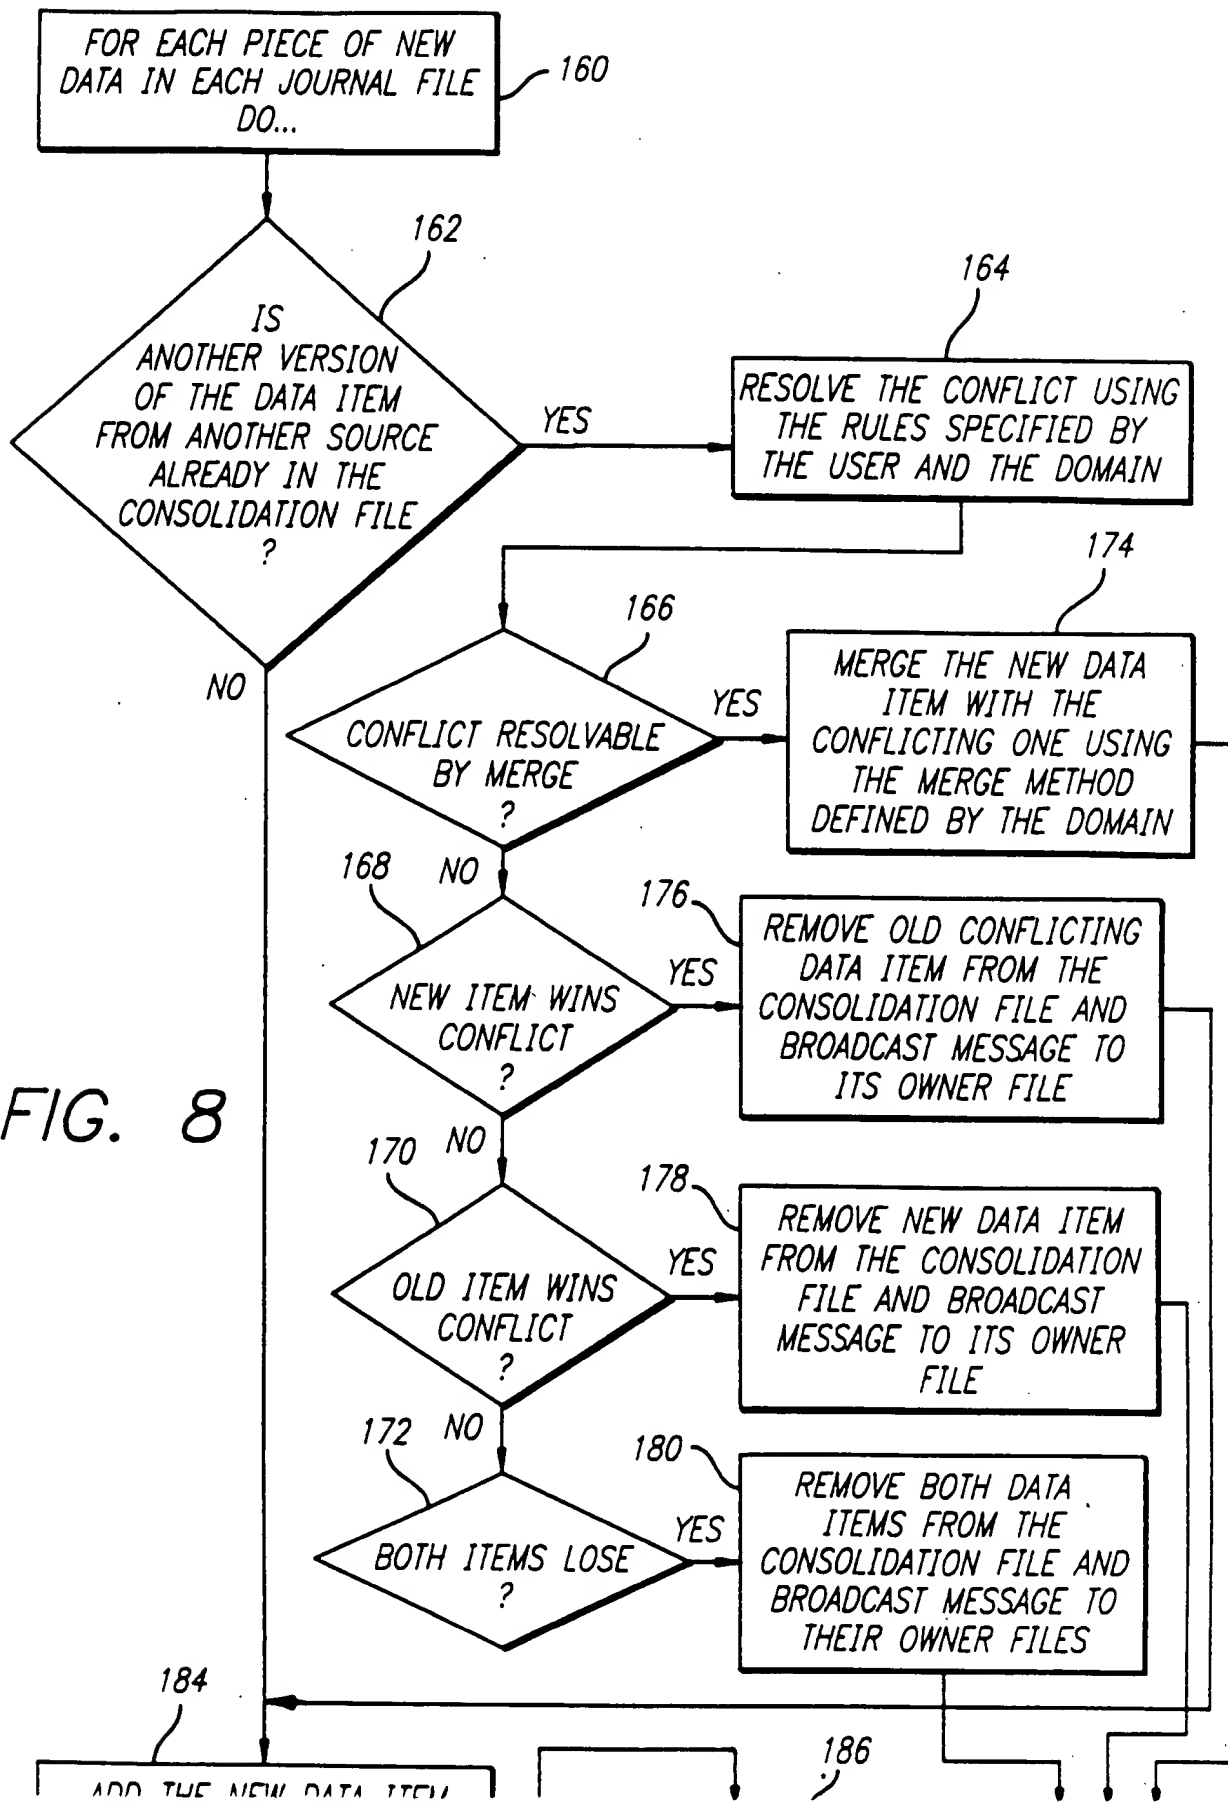 FOR EACH PIECE OF NEW
DATA IN EACH JOURNAL FILE
DO...
160
162
IS
ANOTHER VERSION
OF THE DATA ITEM
FROM ANOTHER SOURCE
ALREADY IN THE
CONSOLIDATION FILE
?
YES
NO
164
RESOLVE THE CONFLICT USING
THE RULES SPECIFIED BY
THE USER AND THE DOMAIN
166
CONFLICT RESOLVABLE
BY MERGE
?
YES
NO
174
MERGE THE NEW DATA
ITEM WITH THE
CONFLICTING ONE USING
THE MERGE METHOD
DEFINED BY THE DOMAIN
168
NEW ITEM WINS
CONFLICT
?
YES
NO
176
REMOVE OLD CONFLICTING
DATA ITEM FROM THE
CONSOLIDATION FILE AND
BROADCAST MESSAGE TO
ITS OWNER FILE
FIG. 8
170
OLD ITEM WINS
CONFLICT
?
YES
NO
178
REMOVE NEW DATA ITEM
FROM THE CONSOLIDATION
FILE AND BROADCAST
MESSAGE TO ITS OWNER
FILE
172
BOTH ITEMS LOSE
?
YES
180
REMOVE BOTH DATA
ITEMS FROM THE
CONSOLIDATION FILE AND
BROADCAST MESSAGE TO
THEIR OWNER FILES
184
ADD THE NEW DATA ITEM
186